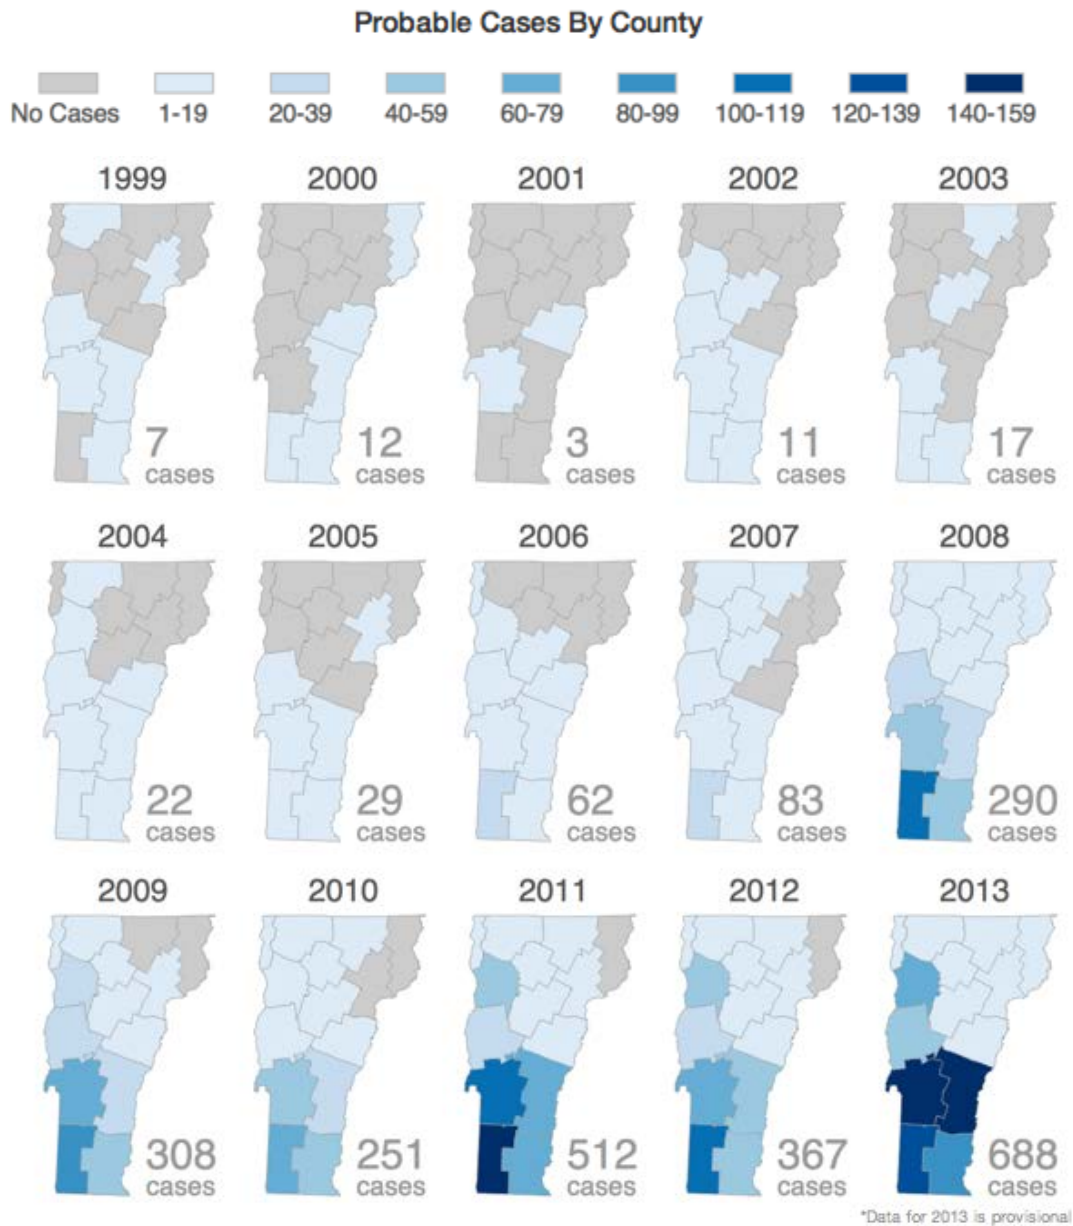 Probable Cases By County
No Cases 1-19 20-39 40-59 60-79 80-99 100-119 120-139 140-159
1999 2000 2001 2002 2003
7 12 3 11 17
cases cases cases cases cases
2004 2005 2006 2007 2008
22 29 62 83 290
cases cases cases cases cases
2009 2010 2011 2012 2013
308 251 512 367 688
cases cases cases cases cases
*Data for 2013 is provisional